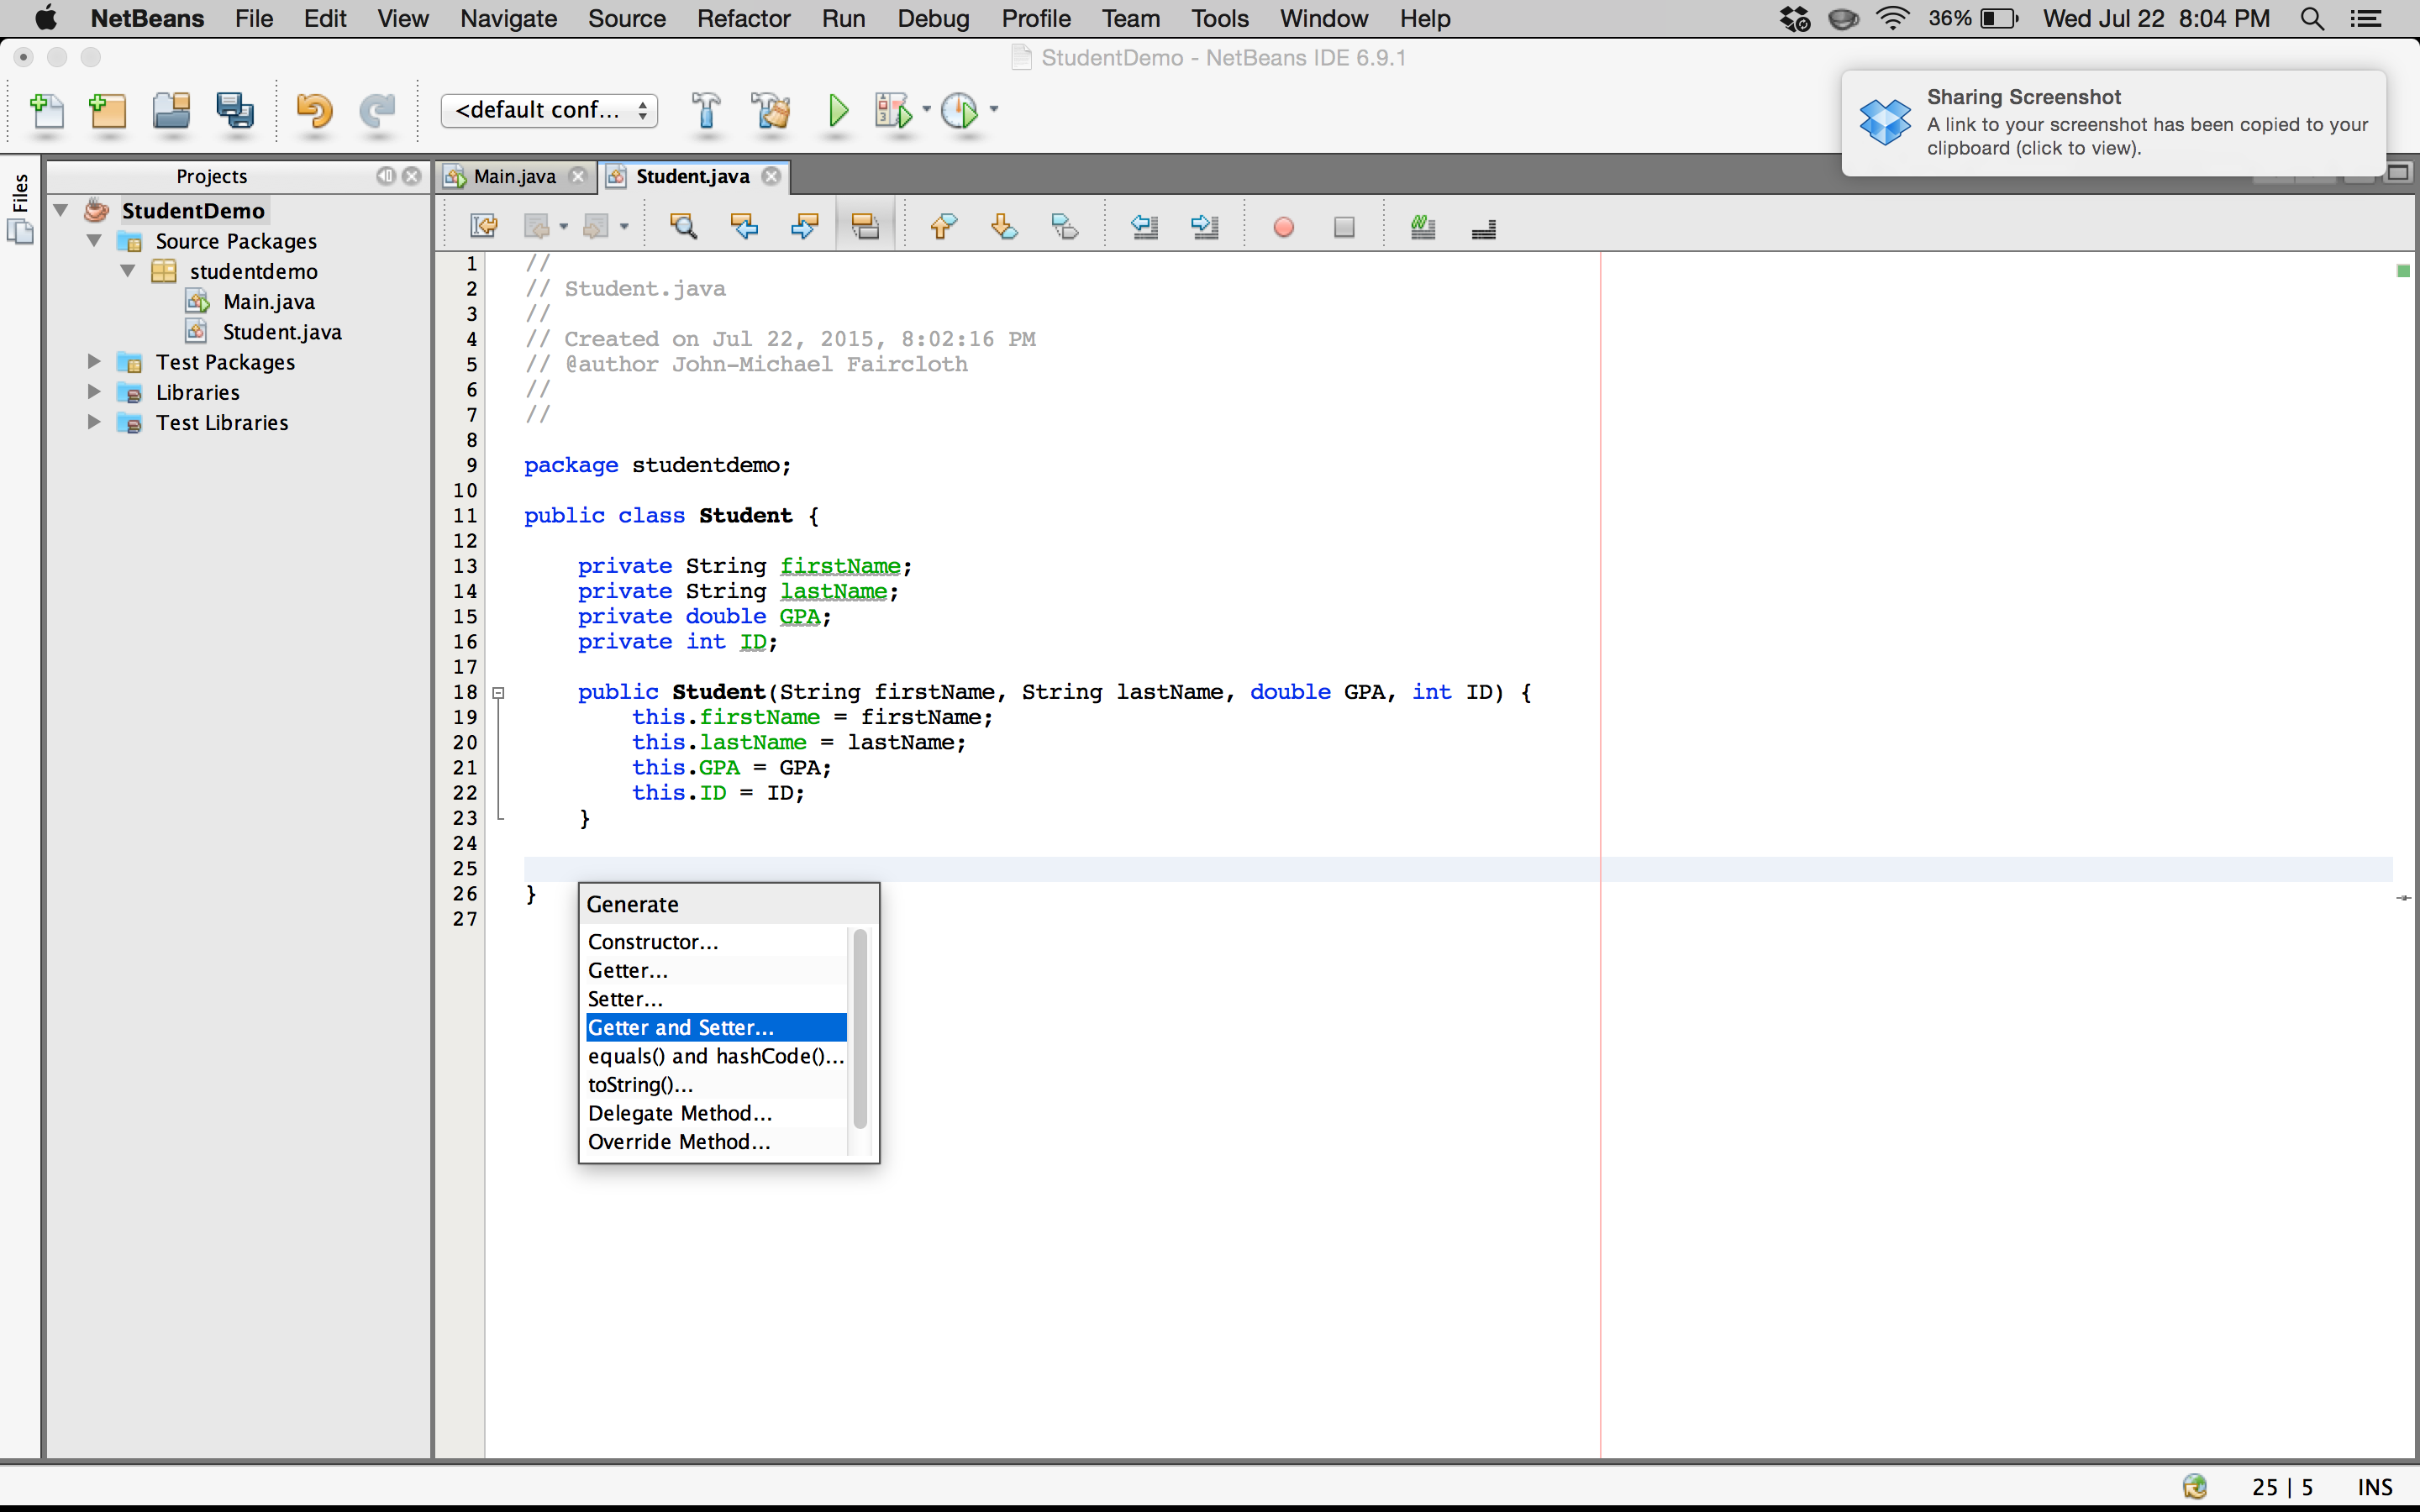 NetBeans File Edit View Navigate Source Refactor Run Debug Profile Team Tools Window Help 36% Wed Jul 22 8:04 PM
StudentDemo - NetBeans IDE 6.9.1
<default conf...
Sharing Screenshot
A link to your screenshot has been copied to your
clipboard (click to view).
Files
Projects
StudentDemo
Source Packages
studentdemo
Main.java
Student.java
Test Packages
Libraries
Test Libraries
Main.java Student.java
1 //
2 // Student.java
3 //
4 // Created on Jul 22, 2015, 8:02:16 PM
5 // @author John-Michael Faircloth
6 //
7 //
8
9 package studentdemo;
10
11 public class Student {
12
13 private String firstName;
14 private String lastName;
15 private double GPA;
16 private int ID;
17
18 public Student(String firstName, String lastName, double GPA, int ID) {
19 this.firstName = firstName;
20 this.lastName = lastName;
21 this.GPA = GPA;
22 this.ID = ID;
23 }
24
25
26 }
27
Generate
Constructor...
Getter...
Setter...
Getter and Setter...
equals() and hashCode()...
toString()...
Delegate Method...
Override Method...
25 | 5 INS